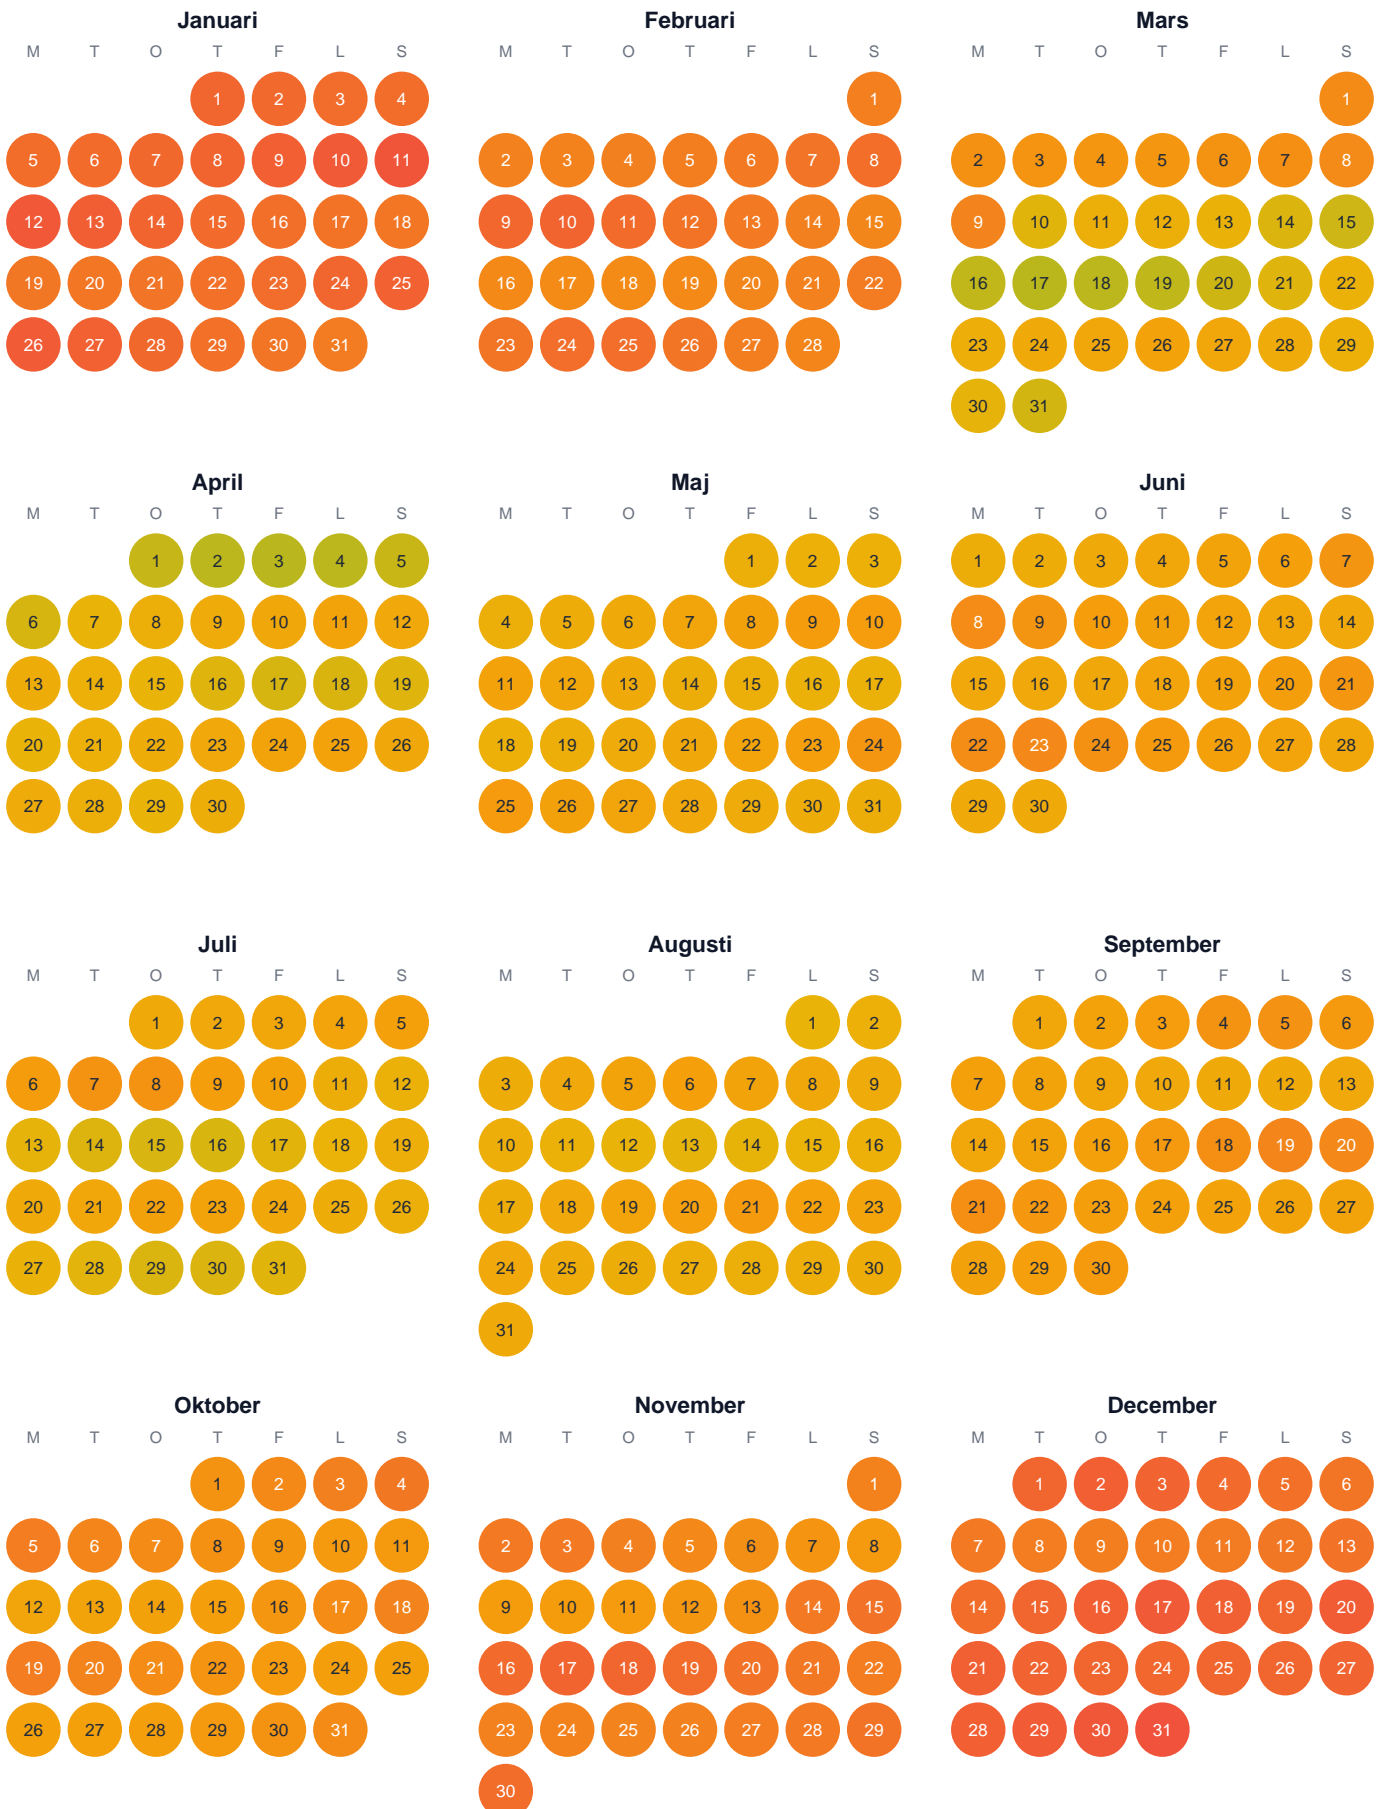 Januari
M T O T F L S
1 2 3 4
5 6 7 8 9 10 11
12 13 14 15 16 17 18
19 20 21 22 23 24 25
26 27 28 29 30 31
Februari
M T O T F L S
1
2 3 4 5 6 7 8
9 10 11 12 13 14 15
16 17 18 19 20 21 22
23 24 25 26 27 28
Mars
M T O T F L S
1
2 3 4 5 6 7 8
9 10 11 12 13 14 15
16 17 18 19 20 21 22
23 24 25 26 27 28 29
30 31
April
M T O T F L S
1 2 3 4 5
6 7 8 9 10 11 12
13 14 15 16 17 18 19
20 21 22 23 24 25 26
27 28 29 30
Maj
M T O T F L S
1 2 3
4 5 6 7 8 9 10
11 12 13 14 15 16 17
18 19 20 21 22 23 24
25 26 27 28 29 30 31
Juni
M T O T F L S
1 2 3 4 5 6 7
8 9 10 11 12 13 14
15 16 17 18 19 20 21
22 23 24 25 26 27 28
29 30
Juli
M T O T F L S
1 2 3 4 5
6 7 8 9 10 11 12
13 14 15 16 17 18 19
20 21 22 23 24 25 26
27 28 29 30 31
Augusti
M T O T F L S
1 2
3 4 5 6 7 8 9
10 11 12 13 14 15 16
17 18 19 20 21 22 23
24 25 26 27 28 29 30
31
September
M T O T F L S
1 2 3 4 5 6
7 8 9 10 11 12 13
14 15 16 17 18 19 20
21 22 23 24 25 26 27
28 29 30
Oktober
M T O T F L S
1 2 3 4
5 6 7 8 9 10 11
12 13 14 15 16 17 18
19 20 21 22 23 24 25
26 27 28 29 30 31
November
M T O T F L S
1
2 3 4 5 6 7 8
9 10 11 12 13 14 15
16 17 18 19 20 21 22
23 24 25 26 27 28 29
30
December
M T O T F L S
1 2 3 4 5 6
7 8 9 10 11 12 13
14 15 16 17 18 19 20
21 22 23 24 25 26 27
28 29 30 31